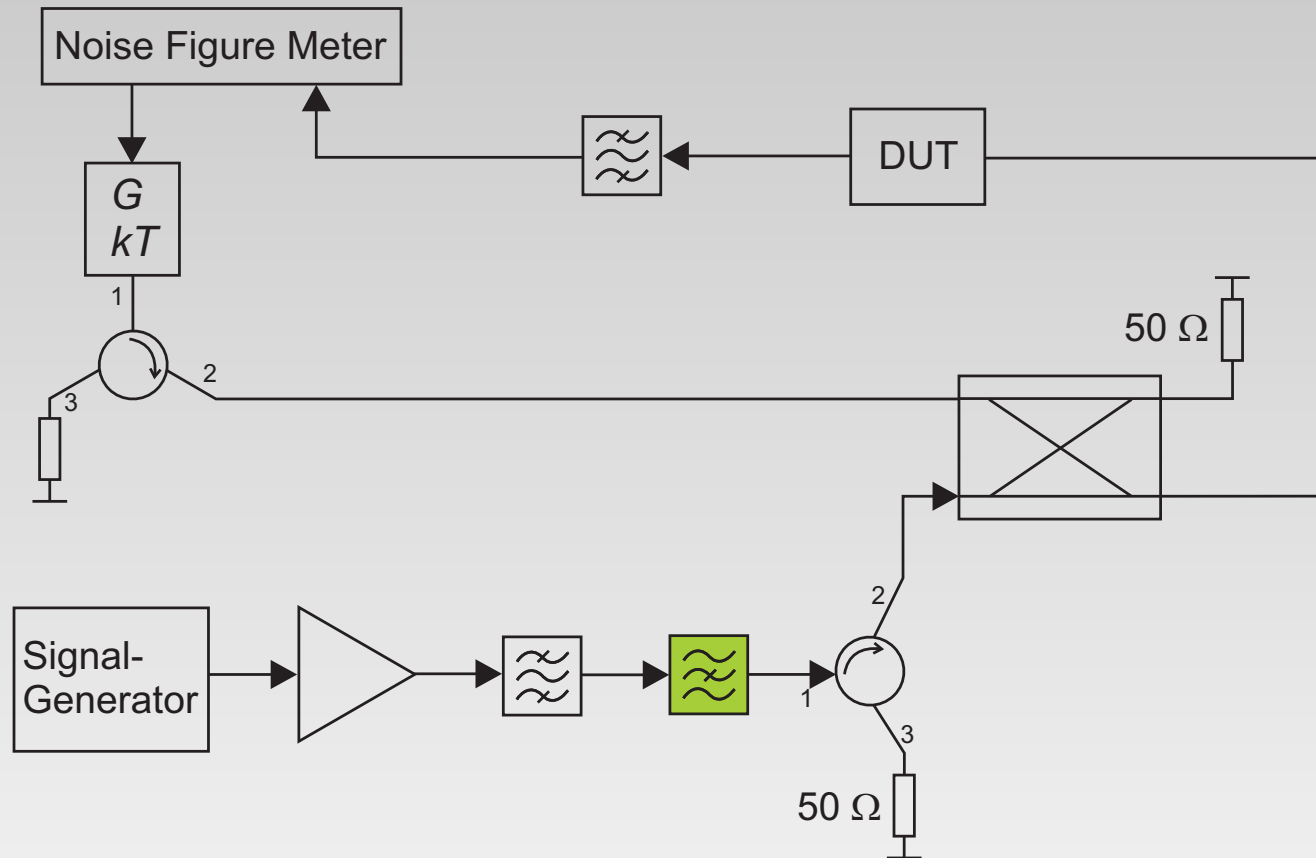 Noise Figure Meter
DUT
G
kT
1
2
3
50 Ω
Signal-
Generator
2
1
3
50 Ω